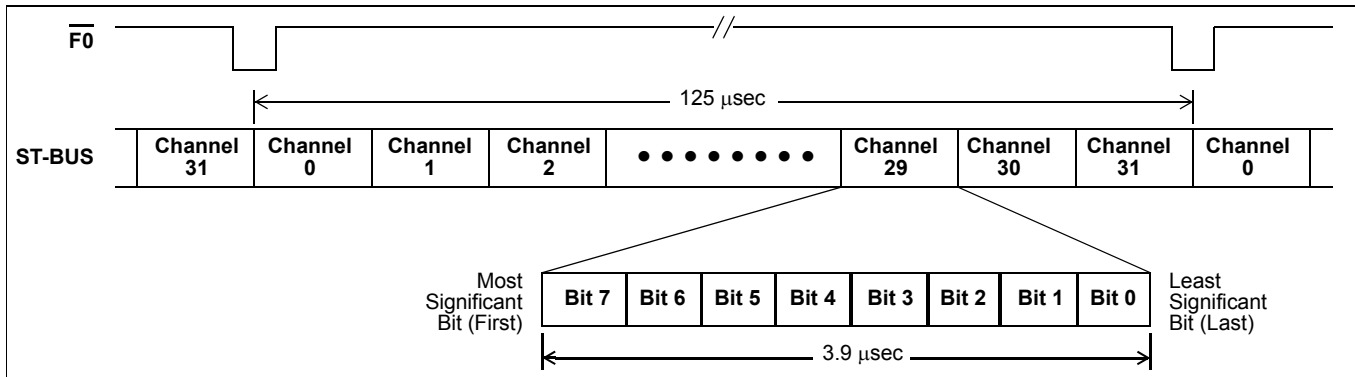 F0
//
125 μsec
ST-BUS
Channel 31
Channel 0
Channel 1
Channel 2
● ● ● ● ● ● ● ●
Channel 29
Channel 30
Channel 31
Channel 0
Most
Significant
Bit (First)
Bit 7 Bit 6 Bit 5 Bit 4 Bit 3 Bit 2 Bit 1 Bit 0
Least
Significant
Bit (Last)
3.9 μsec